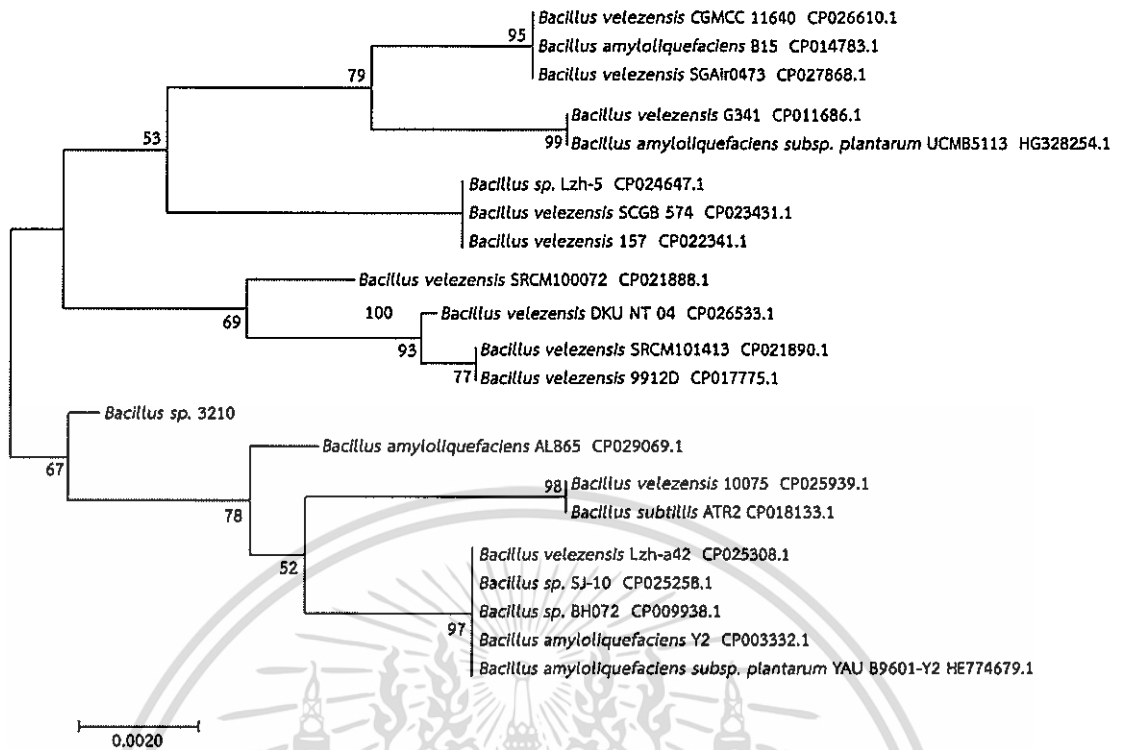 Bacillus velezensis CGMCC 11640 CP026610.1
95
Bacillus amyloliquefaciens B15 CP014783.1
Bacillus velezensis SGAir0473 CP027868.1
79
Bacillus velezensis G341 CP011686.1
99
Bacillus amyloliquefaciens subsp. plantarum UCMB5113 HG328254.1
53
Bacillus sp. Lzh-5 CP024647.1
Bacillus velezensis SCGB 574 CP023431.1
Bacillus velezensis 157 CP022341.1
Bacillus velezensis SRCM100072 CP021888.1
69
100
Bacillus velezensis DKU NT 04 CP026533.1
93
Bacillus velezensis SRCM101413 CP021890.1
77
Bacillus velezensis 9912D CP017775.1
Bacillus sp. 3210
67
Bacillus amyloliquefaciens AL865 CP029069.1
78
98
Bacillus velezensis 10075 CP025939.1
Bacillus subtillis ATR2 CP018133.1
52
Bacillus velezensis Lzh-a42 CP025308.1
Bacillus sp. SJ-10 CP025258.1
Bacillus sp. BH072 CP009938.1
97
Bacillus amyloliquefaciens Y2 CP003332.1
Bacillus amyloliquefaciens subsp. plantarum YAU B9601-Y2 HE774679.1
0.0020